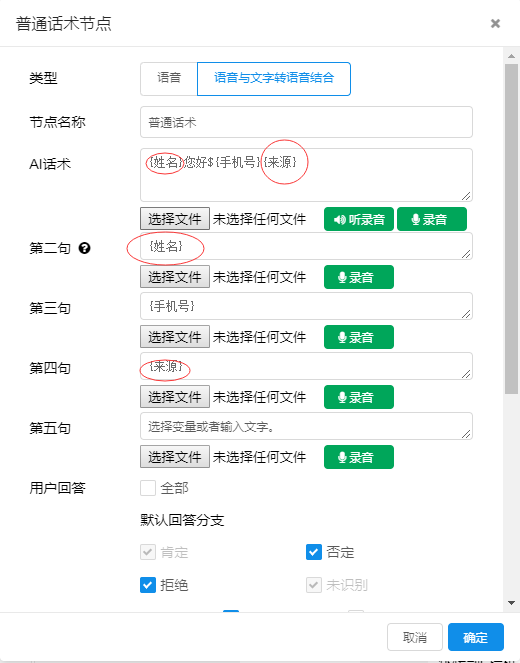 普通话术节点 ×
类型 语音 语音与文字转语音结合
节点名称 普通话术
AI话术 {姓名}您好${手机号}{来源}
选择文件 未选择任何文件 听录音 录音
第二句 {姓名}
选择文件 未选择任何文件 录音
第三句 {手机号}
选择文件 未选择任何文件 录音
第四句 {来源}
选择文件 未选择任何文件 录音
第五句 选择变量或者输入文字。
选择文件 未选择任何文件 录音
用户回答 全部
默认回答分支
肯定 否定
拒绝 未识别
取消 确定